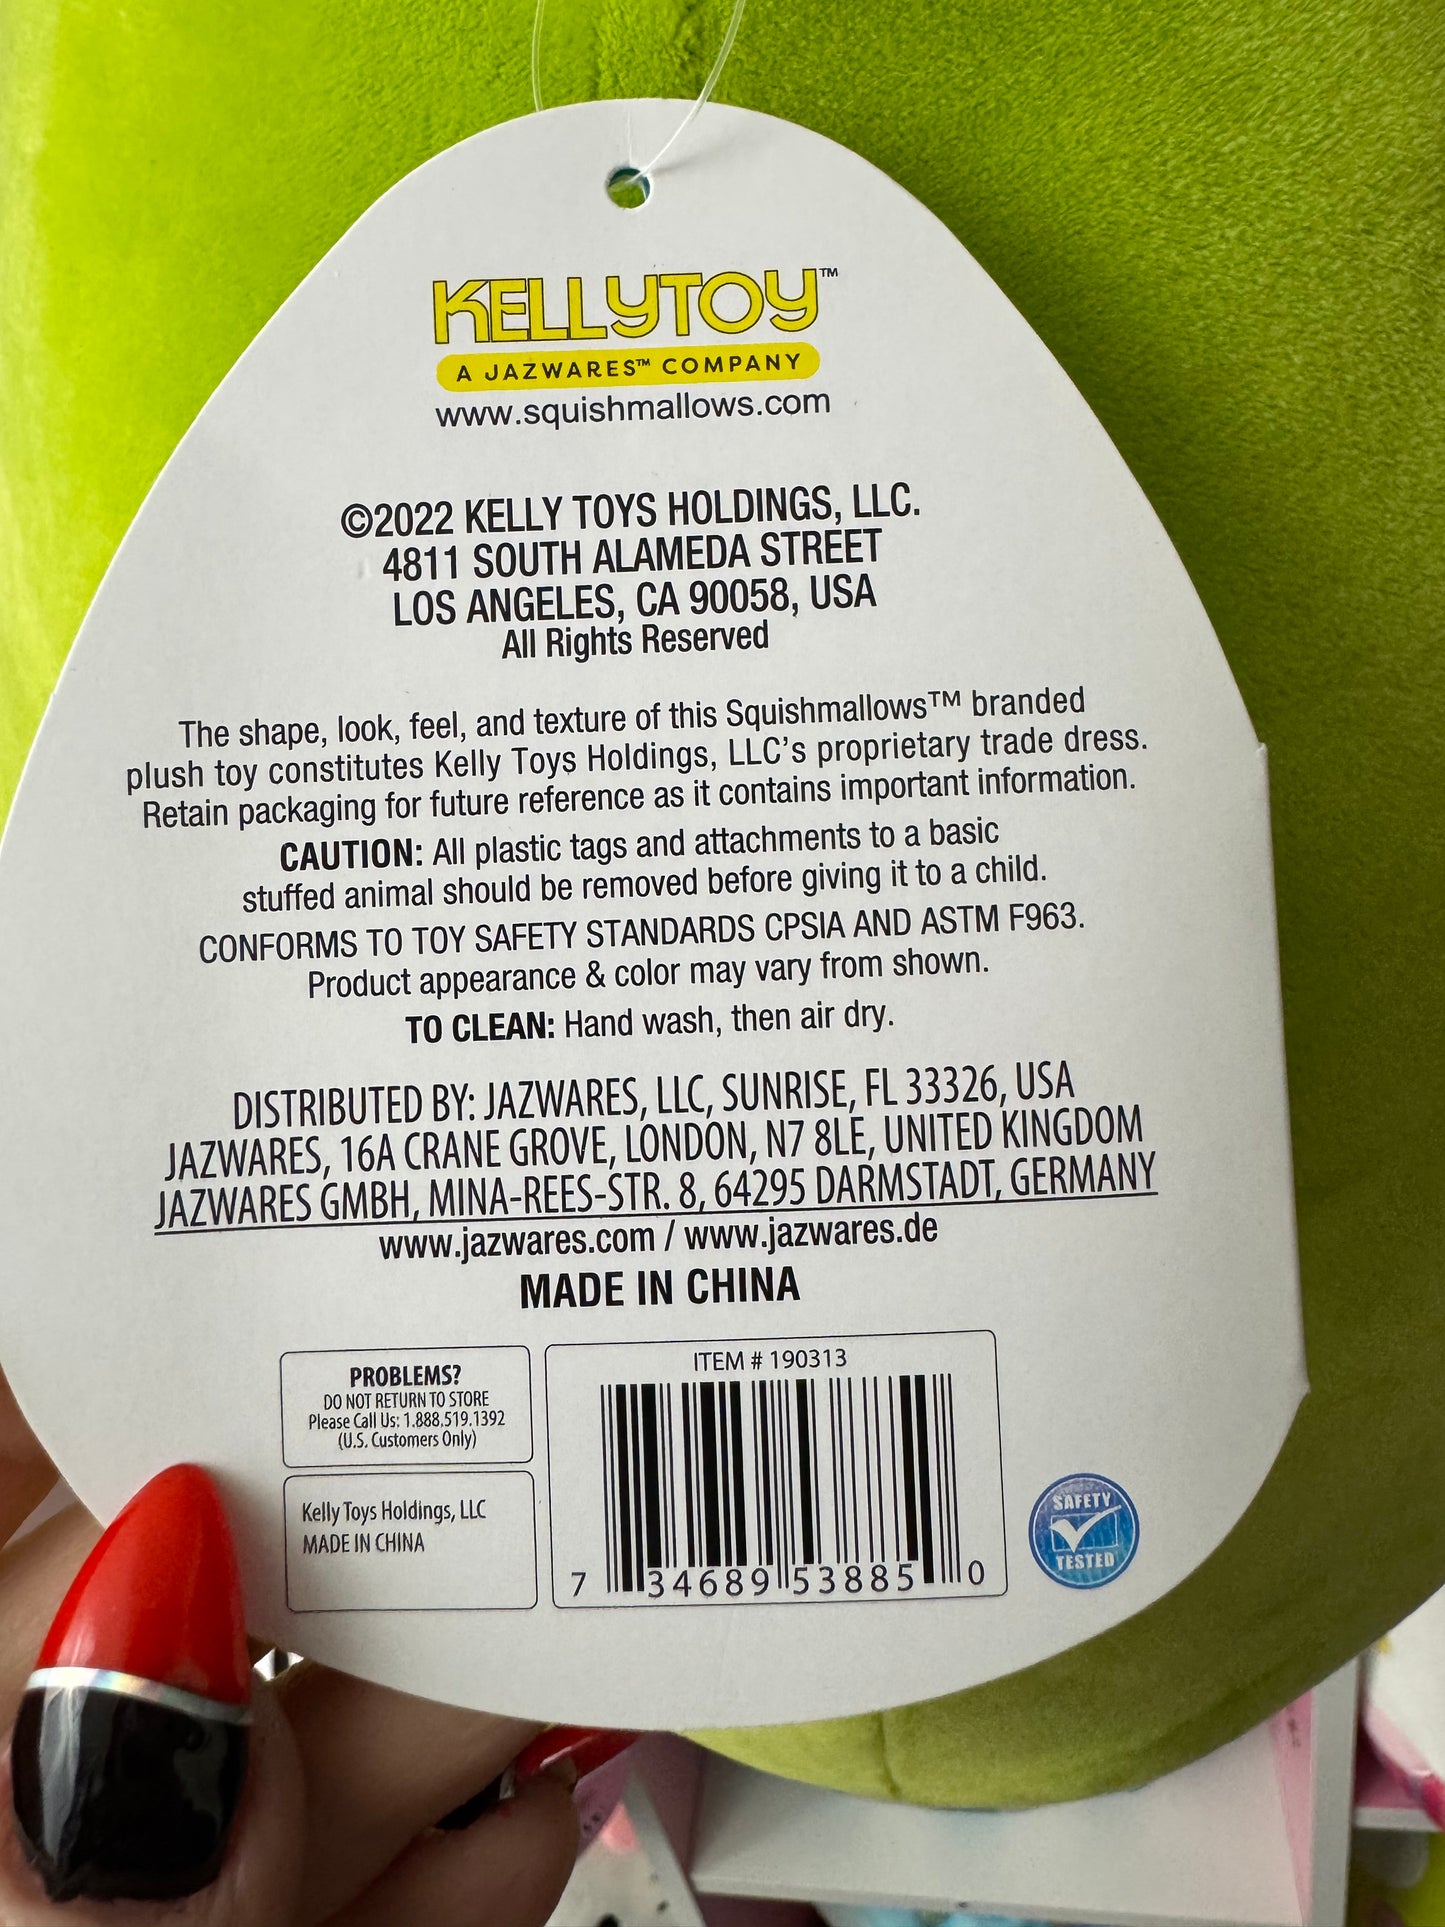 KELLYTOY™
A JAZWARES™ COMPANY
www.squishmallows.com
©2022 KELLY TOYS HOLDINGS, LLC.
4811 SOUTH ALAMEDA STREET
LOS ANGELES, CA 90058, USA
All Rights Reserved
The shape, look, feel, and texture of this Squishmallows™ branded
plush toy constitutes Kelly Toys Holdings, LLC's proprietary trade dress.
Retain packaging for future reference as it contains important information.
CAUTION: All plastic tags and attachments to a basic
stuffed animal should be removed before giving it to a child.
CONFORMS TO TOY SAFETY STANDARDS CPSIA AND ASTM F963.
Product appearance & color may vary from shown.
TO CLEAN: Hand wash, then air dry.
DISTRIBUTED BY: JAZWARES, LLC, SUNRISE, FL 33326, USA
JAZWARES, 16A CRANE GROVE, LONDON, N7 8LE, UNITED KINGDOM
JAZWARES GMBH, MINA-REES-STR. 8, 64295 DARMSTADT, GERMANY
www.jazwares.com / www.jazwares.de
MADE IN CHINA
PROBLEMS?
DO NOT RETURN TO STORE
Please Call Us: 1.888.519.1392
(U.S. Customers Only)
Kelly Toys Holdings, LLC
MADE IN CHINA
ITEM # 190313
7 34689 53885 0
SAFETY
TESTED